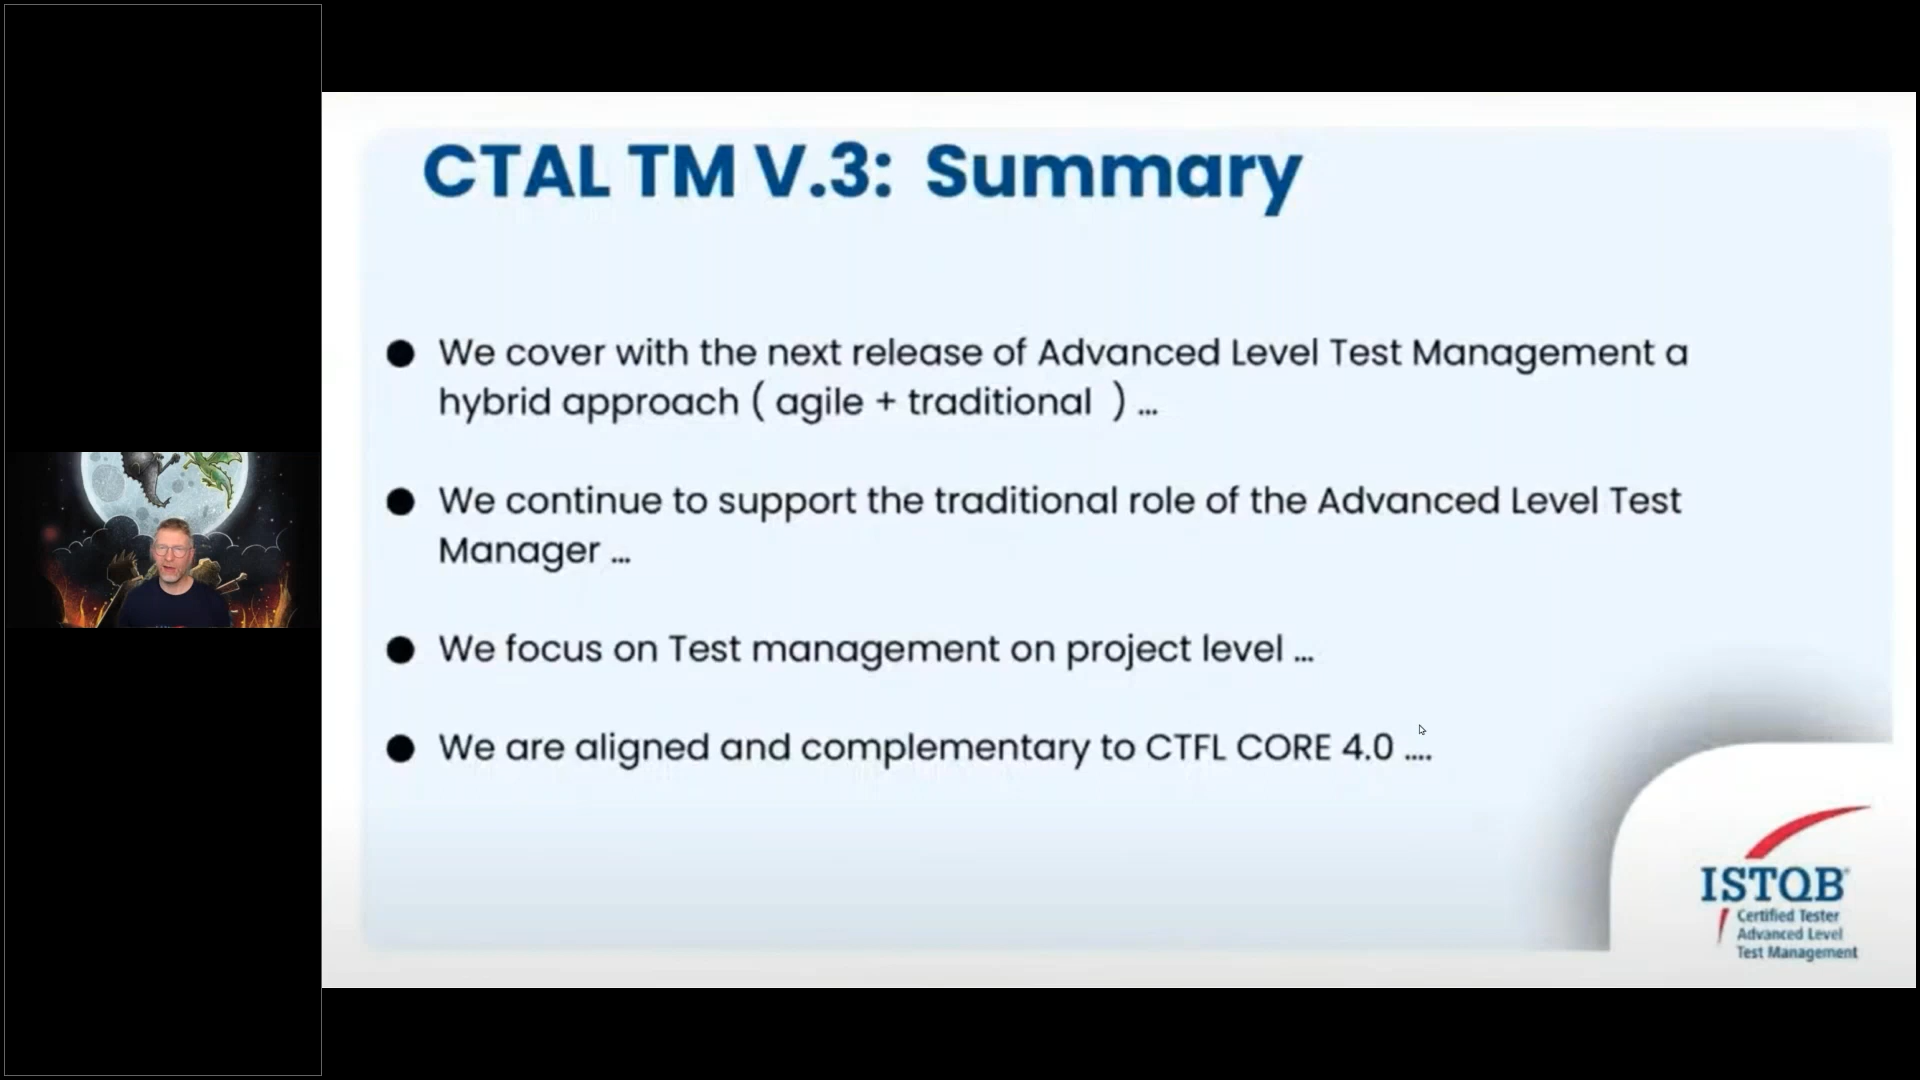 CTAL TM V.3: Summary
● We cover with the next release of Advanced Level Test Management a
hybrid approach ( agile + traditional ) ...
● We continue to support the traditional role of the Advanced Level Test
Manager ...
● We focus on Test management on project level ...
● We are aligned and complementary to CTFL CORE 4.0 ....
ISTQB®
Certified Tester
Advanced Level
Test Management